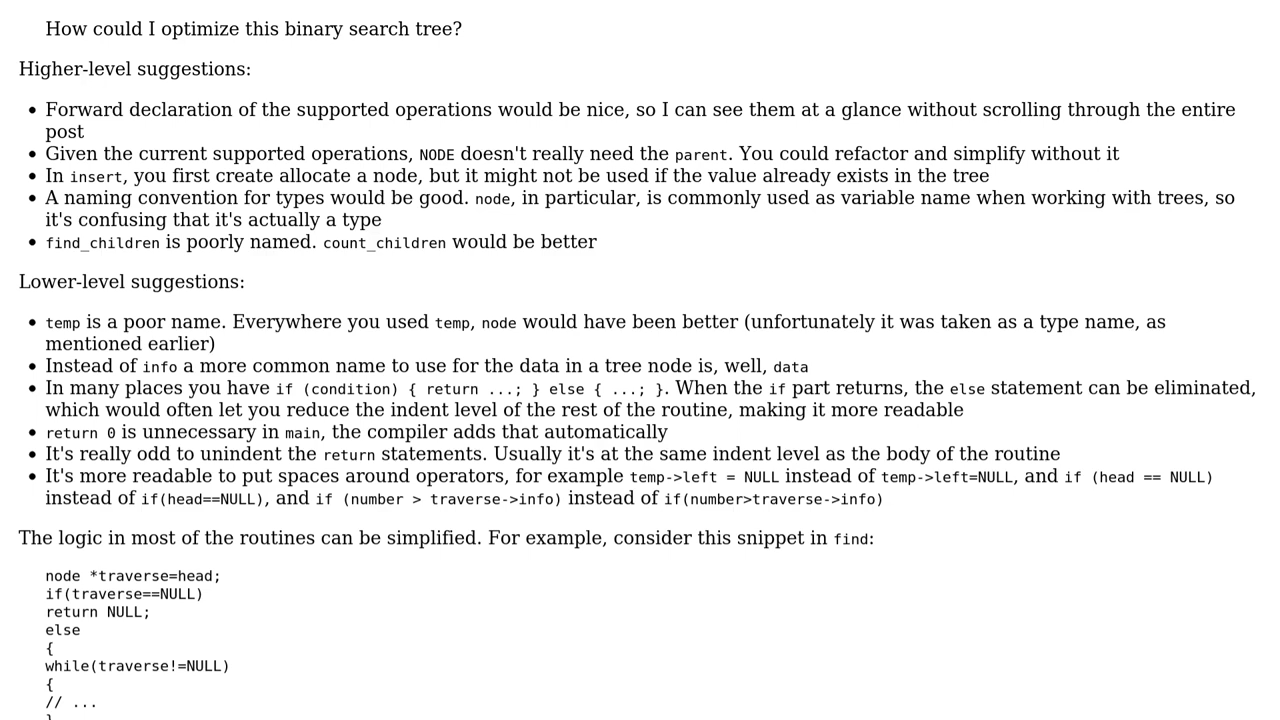 How could I optimize this binary search tree?
Higher-level suggestions:
• Forward declaration of the supported operations would be nice, so I can see them at a glance without scrolling through the entire
post
• Given the current supported operations, NODE doesn't really need the parent. You could refactor and simplify without it
• In insert, you first create allocate a node, but it might not be used if the value already exists in the tree
• A naming convention for types would be good. node, in particular, is commonly used as variable name when working with trees, so
it's confusing that it's actually a type
• find_children is poorly named. count_children would be better
Lower-level suggestions:
• temp is a poor name. Everywhere you used temp, node would have been better (unfortunately it was taken as a type name, as
mentioned earlier)
• Instead of info a more common name to use for the data in a tree node is, well, data
• In many places you have if (condition) { return ...; } else { ...; }. When the if part returns, the else statement can be eliminated,
which would often let you reduce the indent level of the rest of the routine, making it more readable
• return 0 is unnecessary in main, the compiler adds that automatically
• It's really odd to unindent the return statements. Usually it's at the same indent level as the body of the routine
• It's more readable to put spaces around operators, for example temp->left = NULL instead of temp->left=NULL, and if (head == NULL)
instead of if(head==NULL), and if (number > traverse->info) instead of if(number>traverse->info)
The logic in most of the routines can be simplified. For example, consider this snippet in find:
node *traverse=head;
if(traverse==NULL)
return NULL;
else
{
while(traverse!=NULL)
{
// ...
}